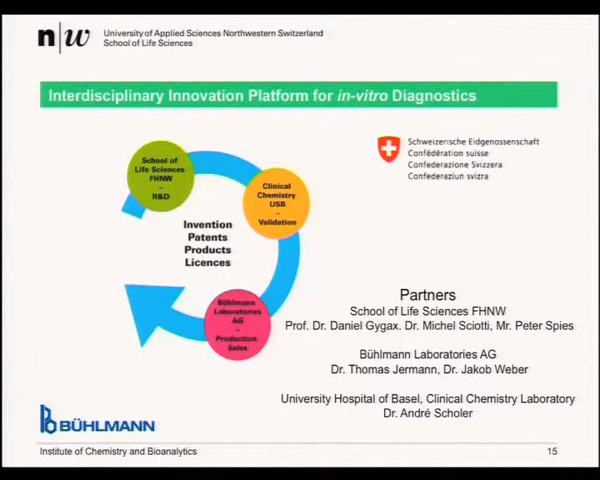 n|w University of Applied Sciences Northwestern Switzerland
School of Life Sciences
Interdisciplinary Innovation Platform for in-vitro Diagnostics
Schweizerische Eidgenossenschaft
Confédération suisse
Confederazione Svizzera
Confederaziun svizra
School of
Life Sciences
FHNW
–
R&D
Clinical
Chemistry
USB
–
Validation
Invention
Patents
Products
Licences
Bühlmann
Laboratories
AG
–
Production
Sales
Partners
School of Life Sciences FHNW
Prof. Dr. Daniel Gygax. Dr. Michel Sciotti, Mr. Peter Spies
Bühlmann Laboratories AG
Dr. Thomas Jermann, Dr. Jakob Weber
University Hospital of Basel, Clinical Chemistry Laboratory
Dr. André Scholer
BÜHLMANN
Institute of Chemistry and Bioanalytics 15